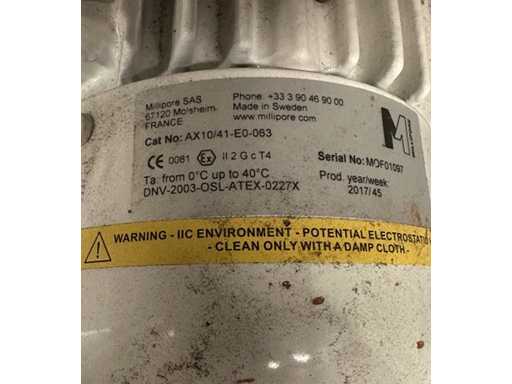 Millipore SAS
67120 Molsheim-
FRANCE
Phone: +33 3 90 46 90 00
Made in Sweden
www.millipore.com
Cat No: AX10/41-E0-063
CE 0081 Ex II 2 G c T4
Ta: from 0°C up to 40°C
DNV-2003-OSL-ATEX-0227X
MILLIPORE
Serial No: MOF01097
Prod. year/week:
2017/45
WARNING - IIC ENVIRONMENT - POTENTIAL ELECTROSTATI
- CLEAN ONLY WITH A DAMP CLOTH -